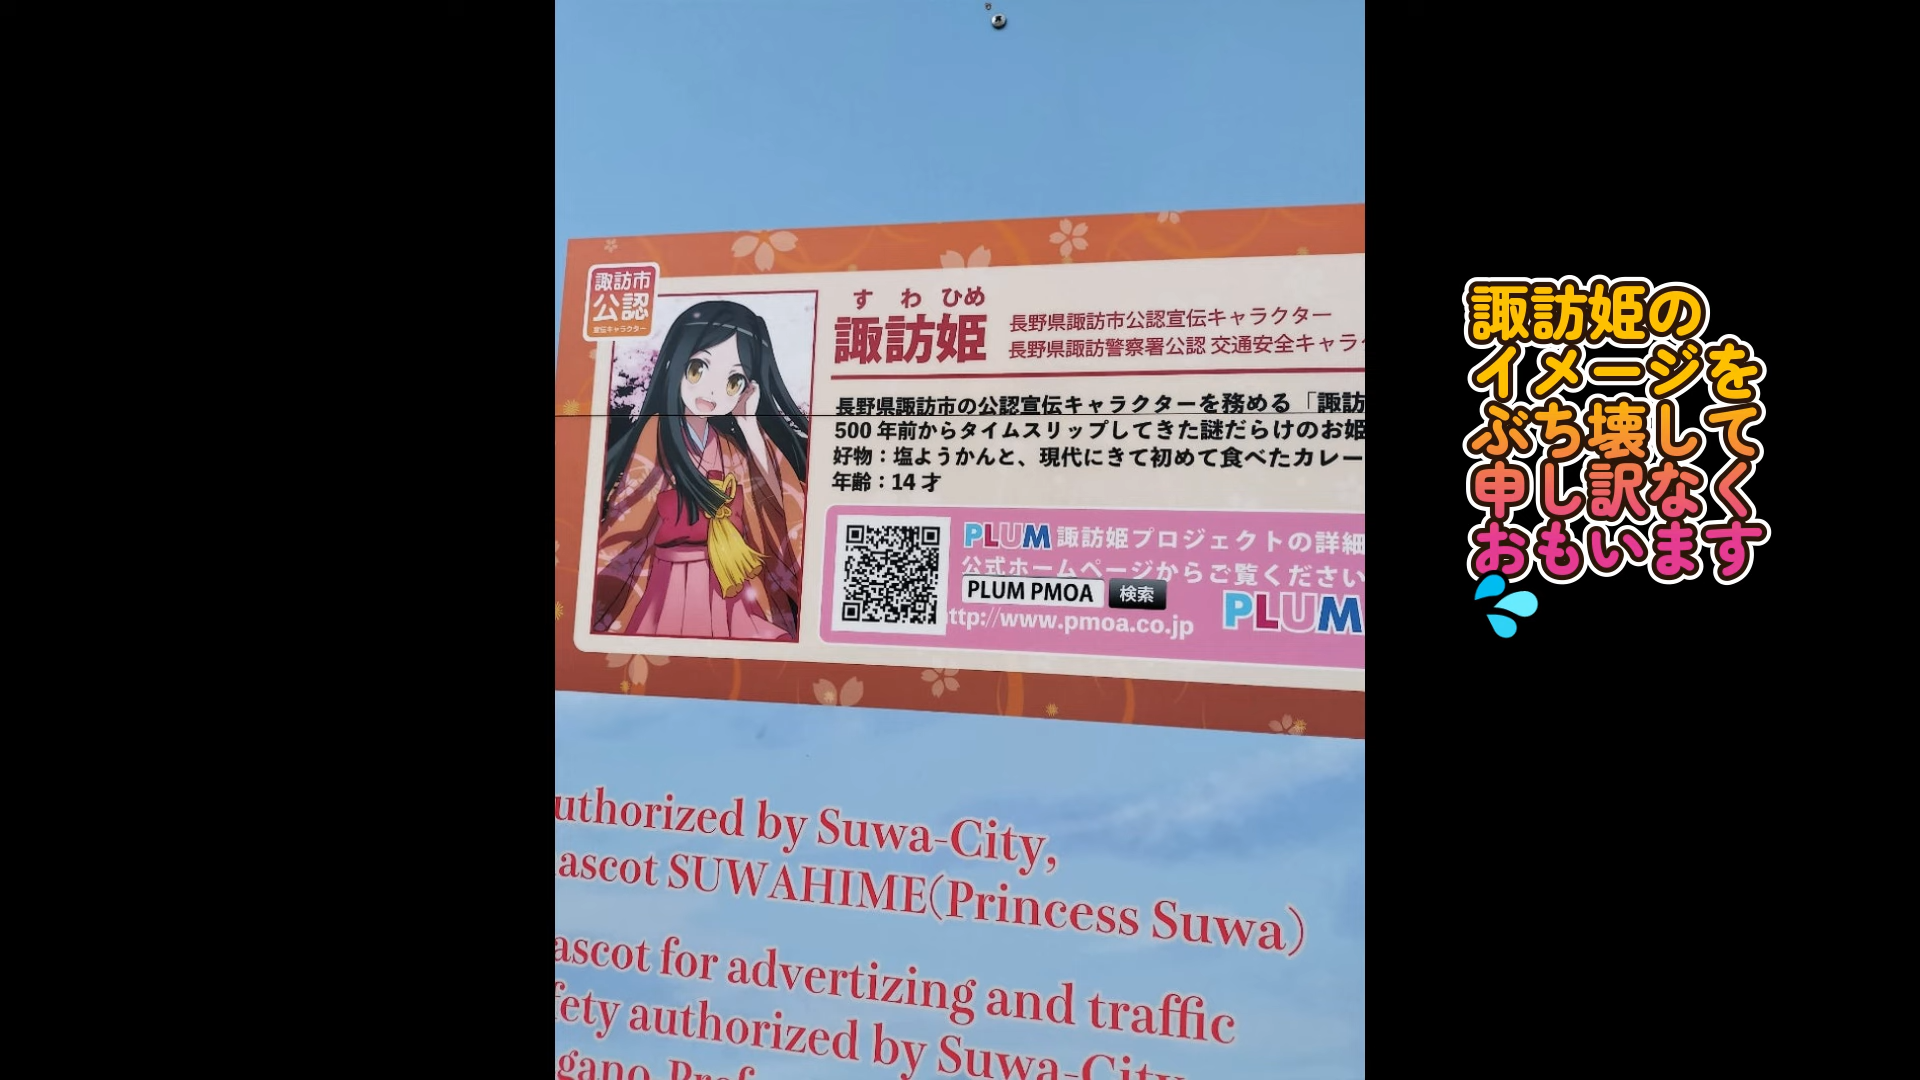 諏訪市
公認
宣伝キャラクター
すわひめ
諏訪姫
長野県諏訪市公認宣伝キャラクター
長野県諏訪警察署公認 交通安全キャラ
長野県諏訪市の公認宣伝キャラクターを務める「諏訪
500年前からタイムスリップしてきた謎だらけのお姫
好物：塩ようかんと、現代にきて初めて食べたカレー
年齢：14才
PLUM 諏訪姫プロジェクトの詳細
公式ホームページからご覧ください
PLUM PMOA 検索
ttp://www.pmoa.co.jp
PLUM
uthorized by Suwa-City,
ascot SUWAHIME(Princess Suwa)
ascot for advertizing and traffic
fety authorized by Suwa-City
gano-Pref
諏訪姫の
イメージを
ぶち壊して
申し訳なく
おもいます